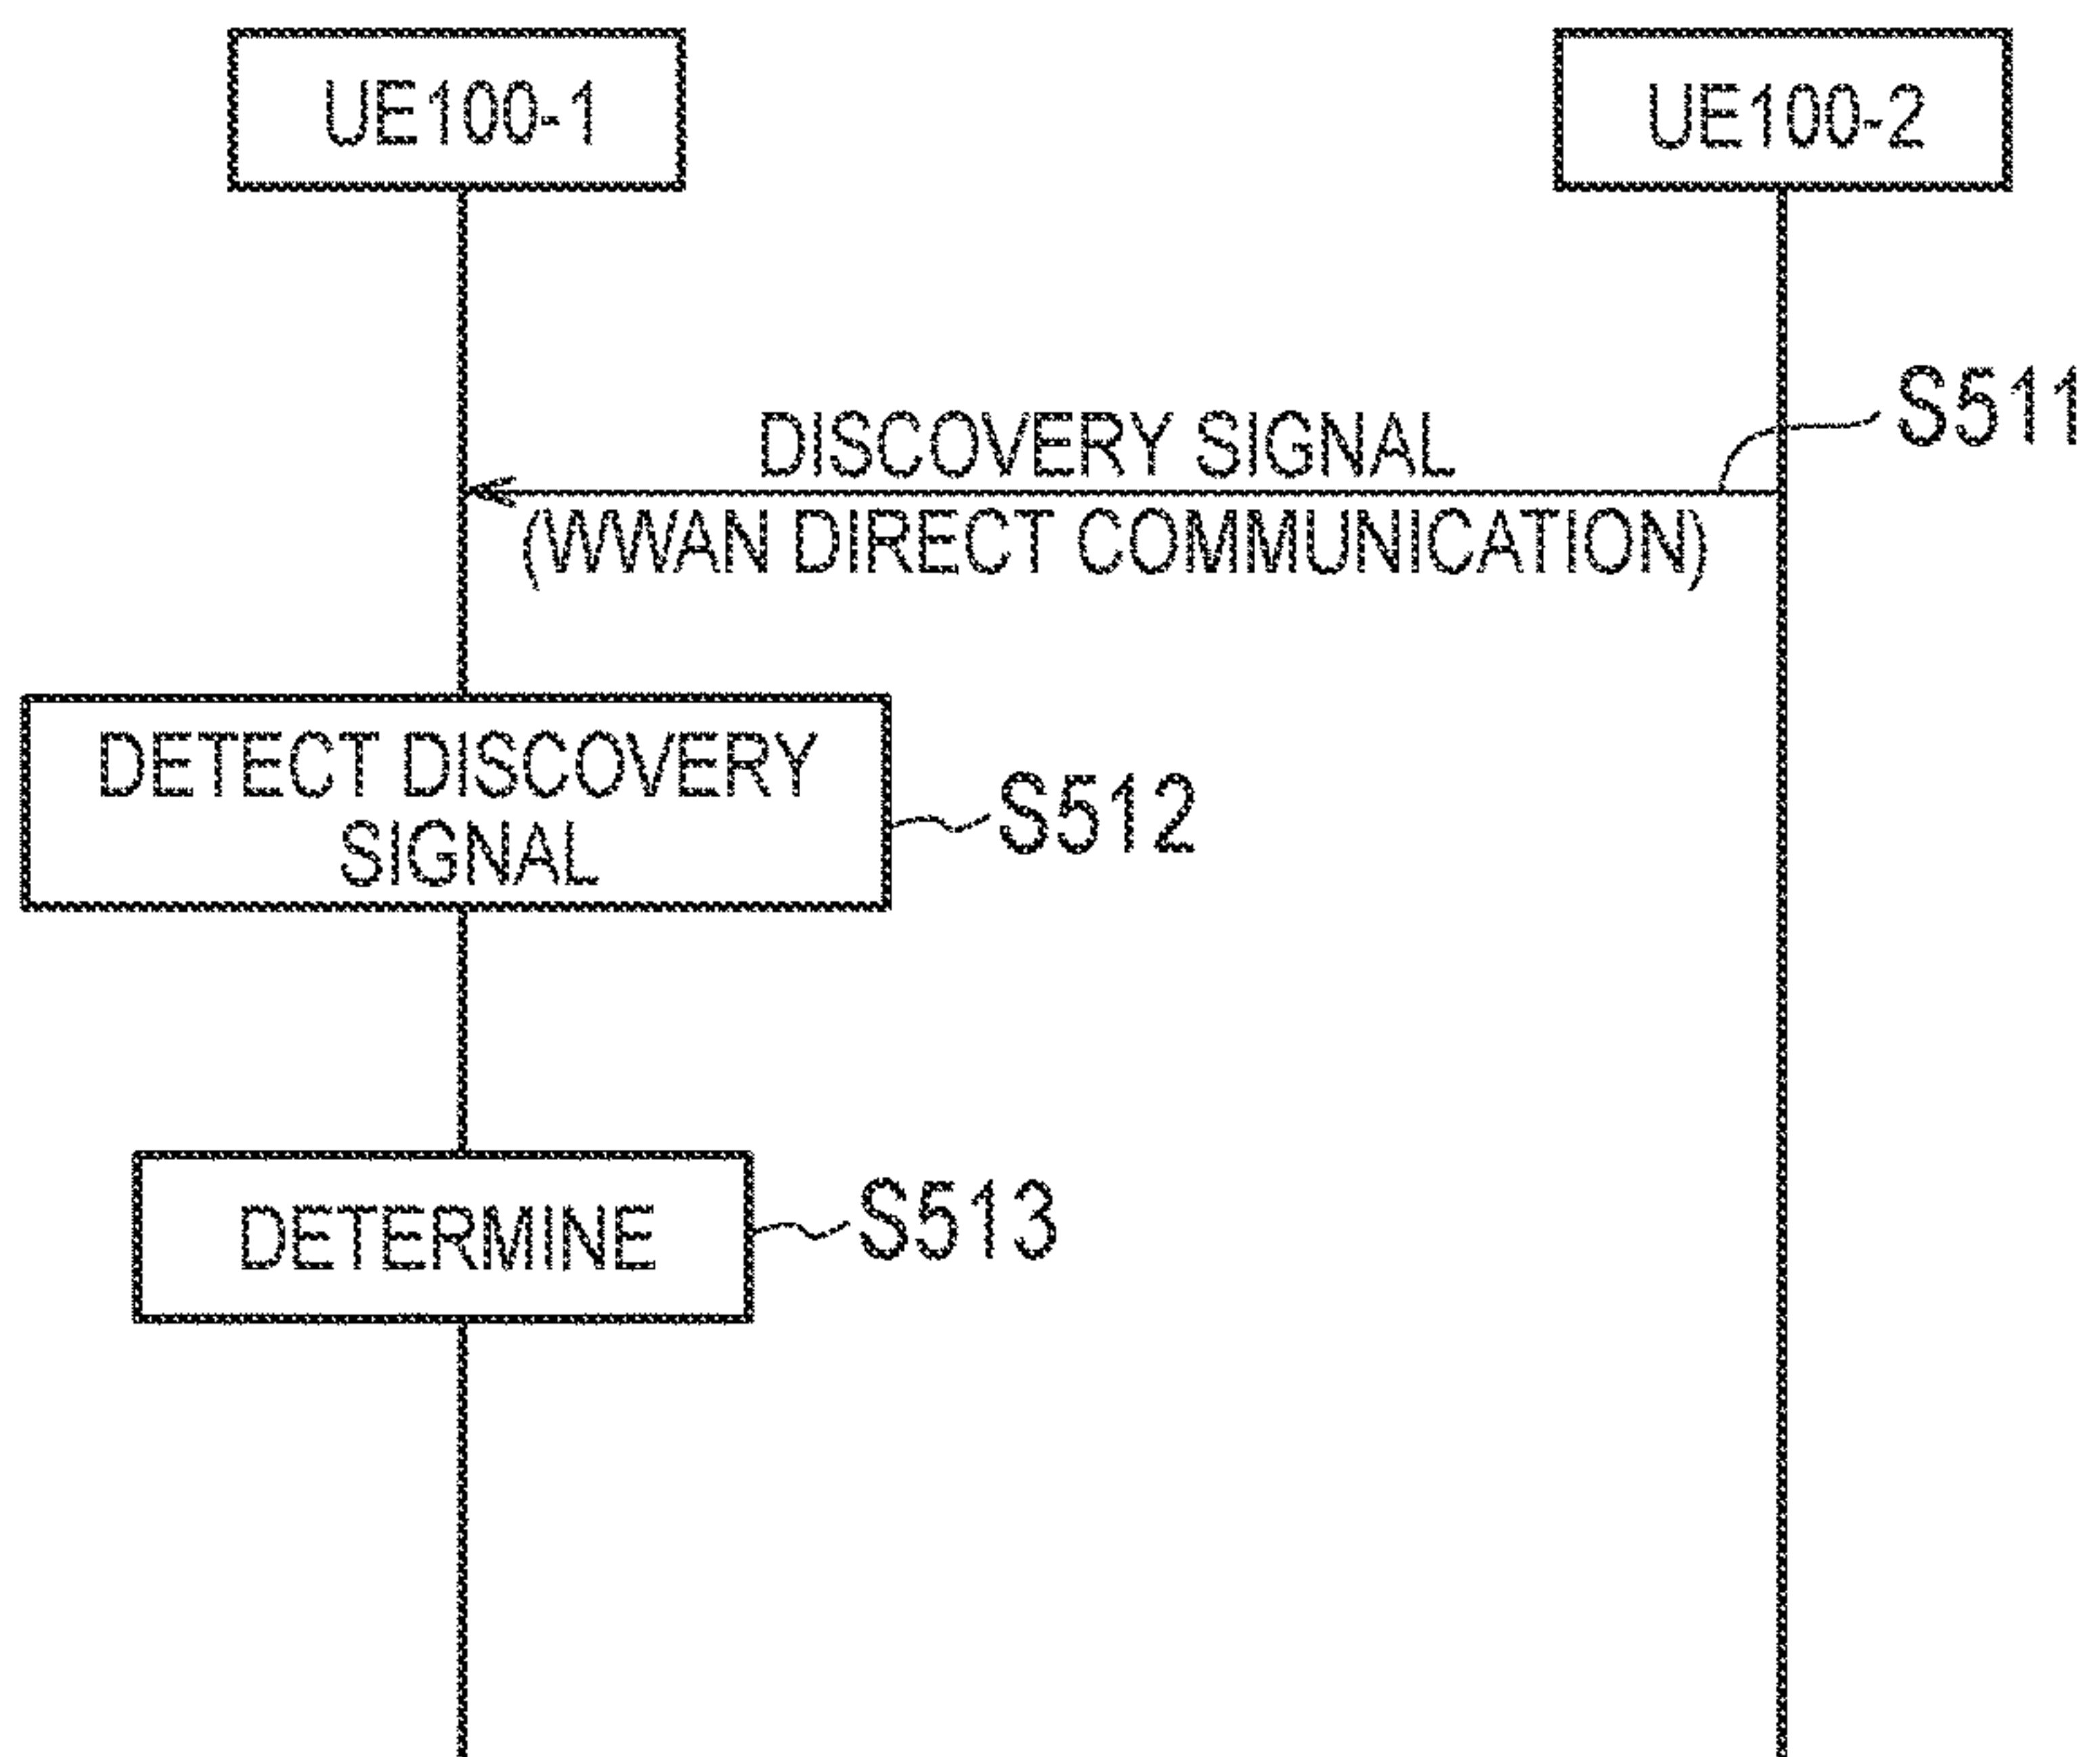 UE100-1
UE100-2
S511
DISCOVERY SIGNAL
(WWAN DIRECT COMMUNICATION)
DETECT DISCOVERY
SIGNAL
S512
DETERMINE
S513